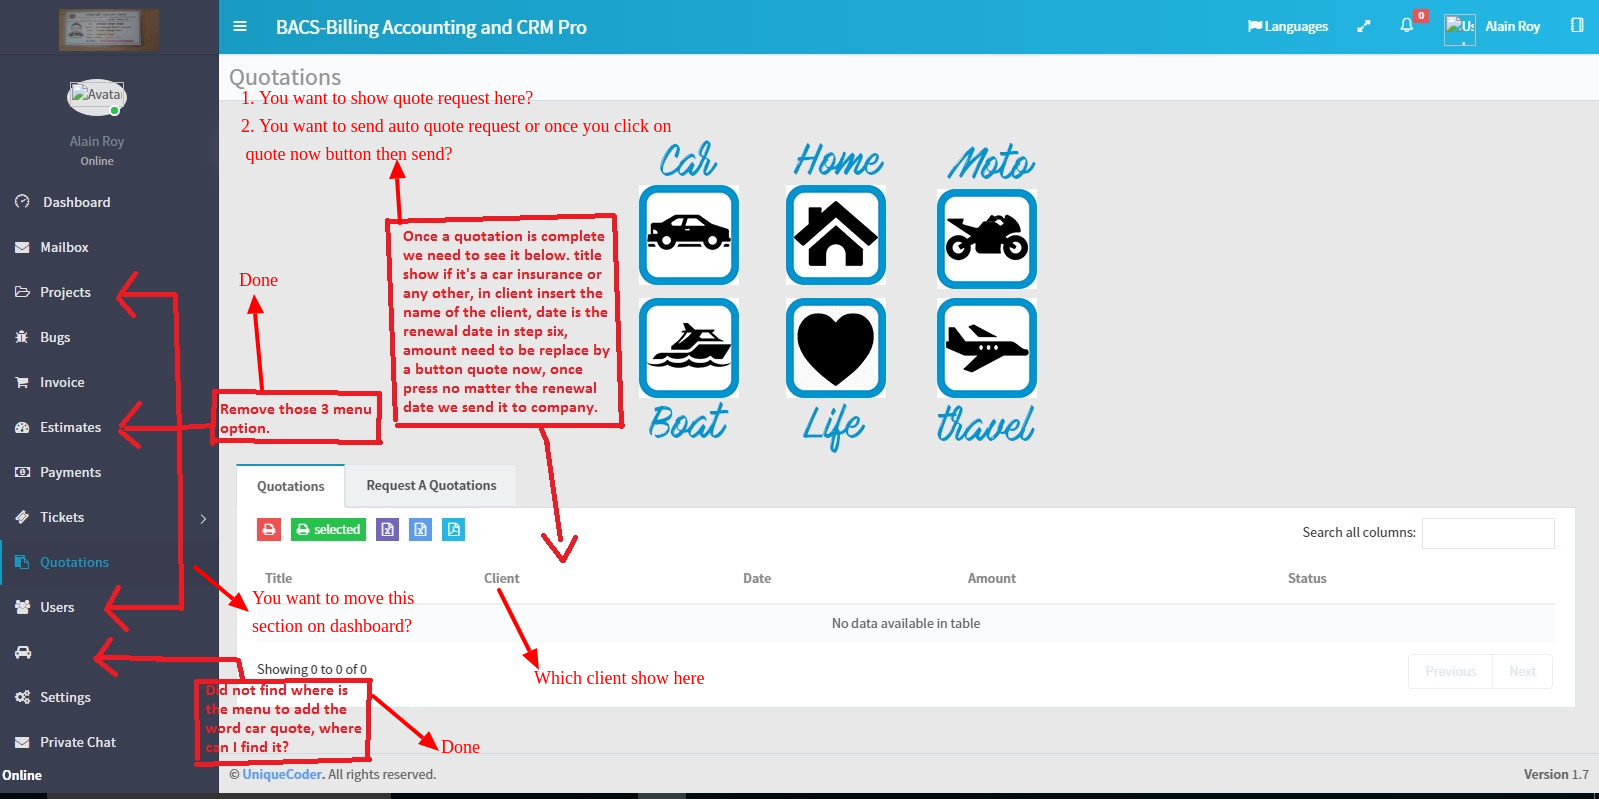 BACS-Billing Accounting and CRM Pro
Languages
0
Alain Roy
Quotations
Avata
Alain Roy
Online
Dashboard
Mailbox
Projects
Bugs
Invoice
Estimates
Payments
Tickets
Quotations
Users
Settings
Private Chat
Online
1. You want to show quote request here?
2. You want to send auto quote request or once you click on
quote now button then send?
Car
Home
Moto
Boat
Life
travel
Done
Remove those 3 menu
option.
Once a quotation is complete
we need to see it below. title
show if it's a car insurance or
any other, in client insert the
name of the client, date is the
renewal date in step six,
amount need to be replace by
a button quote now, once
press no matter the renewal
date we send it to company.
Quotations
Request A Quotations
selected
Search all columns:
Title
Client
Date
Amount
Status
You want to move this
section on dashboard?
No data available in table
Showing 0 to 0 of 0
Previous
Next
Which client show here
Did not find where is
the menu to add the
word car quote, where
can I find it?
Done
© UniqueCoder. All rights reserved.
Version 1.7